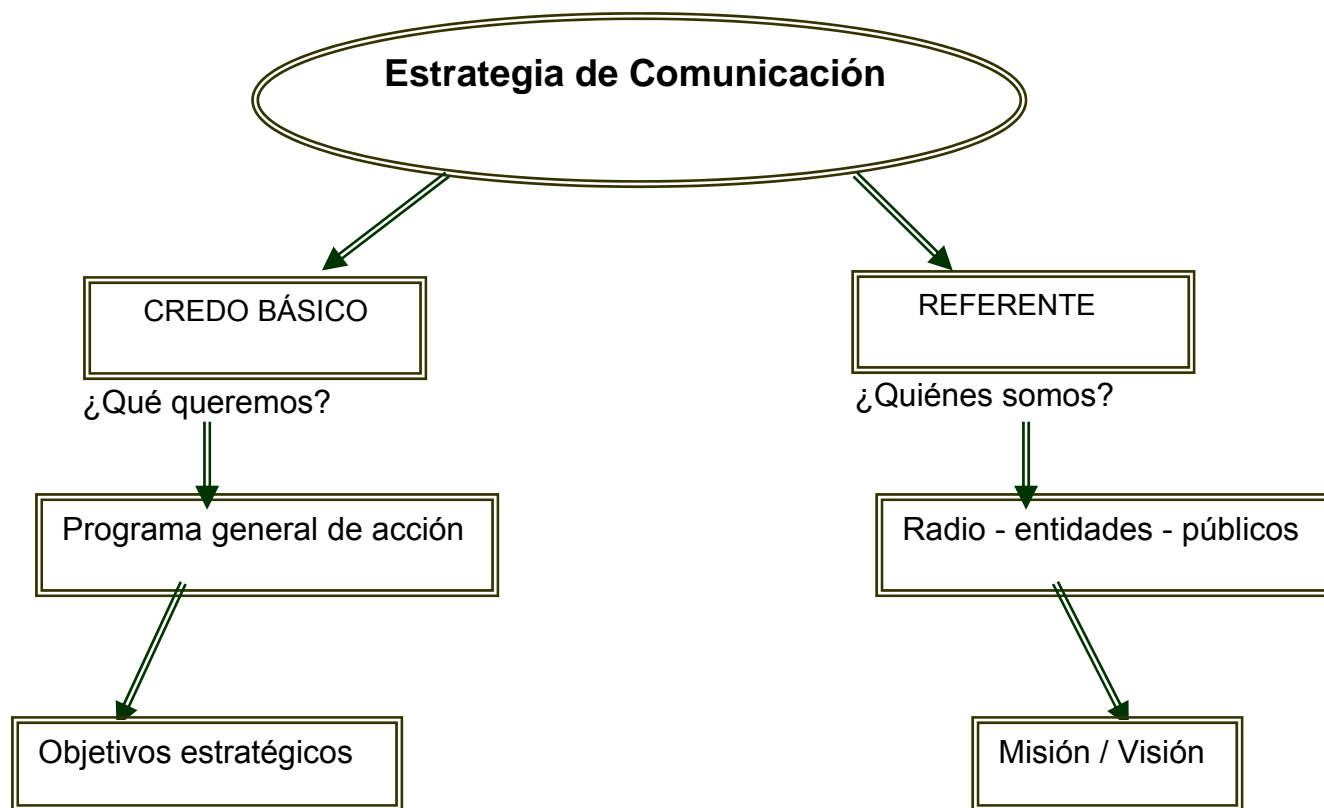 Estrategia de Comunicación
CREDO BÁSICO
REFERENTE
¿Qué queremos?
¿Quiénes somos?
Programa general de acción
Radio - entidades - públicos
Objetivos estratégicos
Misión / Visión